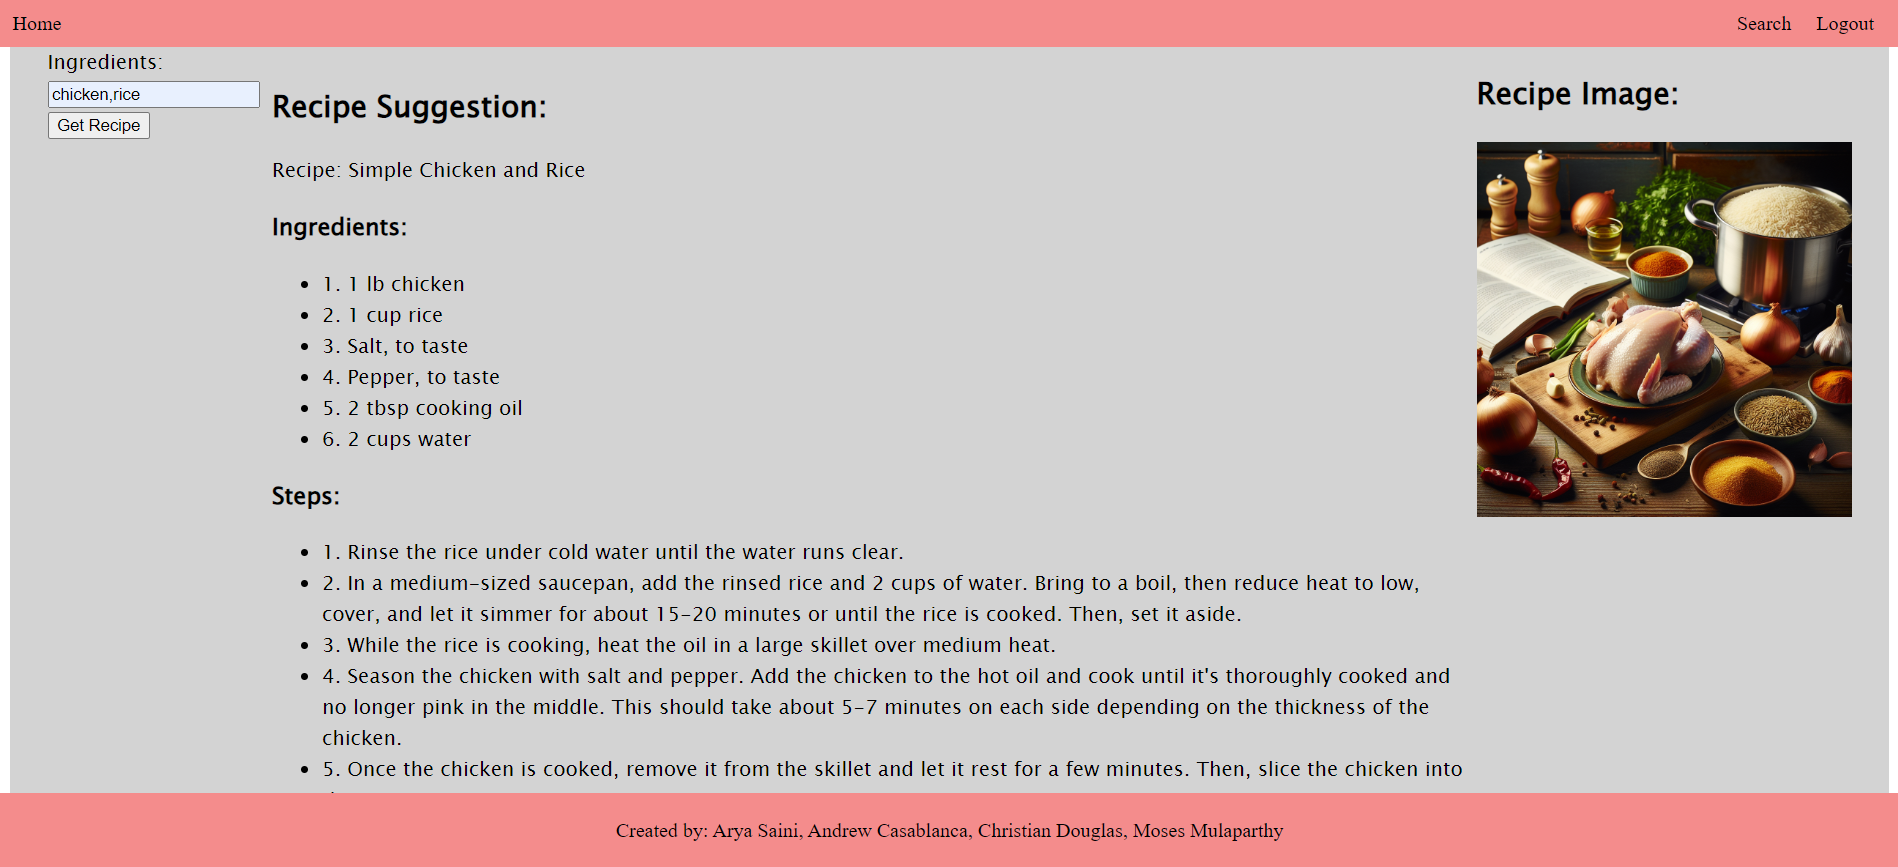 Home
Search
Logout
Ingredients:
chicken,rice
Get Recipe
Recipe Suggestion:
Recipe: Simple Chicken and Rice
Ingredients:
1. 1 lb chicken
2. 1 cup rice
3. Salt, to taste
4. Pepper, to taste
5. 2 tbsp cooking oil
6. 2 cups water
Steps:
1. Rinse the rice under cold water until the water runs clear.
2. In a medium-sized saucepan, add the rinsed rice and 2 cups of water. Bring to a boil, then reduce heat to low,
cover, and let it simmer for about 15-20 minutes or until the rice is cooked. Then, set it aside.
3. While the rice is cooking, heat the oil in a large skillet over medium heat.
4. Season the chicken with salt and pepper. Add the chicken to the hot oil and cook until it's thoroughly cooked and
no longer pink in the middle. This should take about 5-7 minutes on each side depending on the thickness of the
chicken.
5. Once the chicken is cooked, remove it from the skillet and let it rest for a few minutes. Then, slice the chicken into
Recipe Image:
Created by: Arya Saini, Andrew Casablanca, Christian Douglas, Moses Mulaparthy